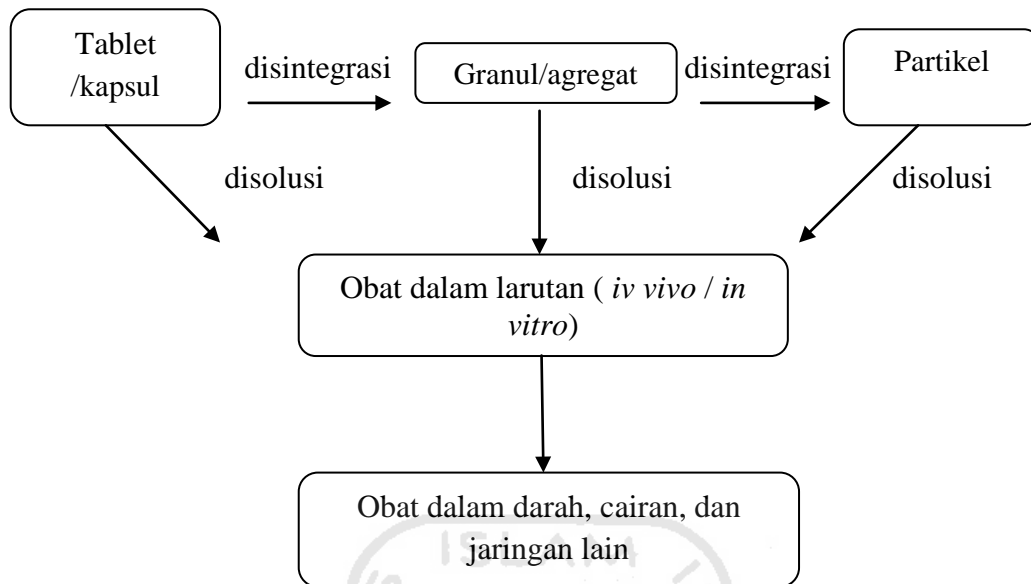 Tablet
/kapsul
disintegrasi
Granul/agregat
disintegrasi
Partikel
disolusi
disolusi
disolusi
Obat dalam larutan ( iv vivo / in
vitro)
Obat dalam darah, cairan, dan
jaringan lain
ISLAM